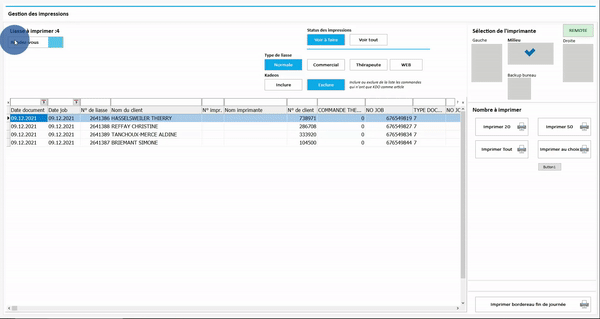 Gestion des impressions
Liasse à imprimer :4
Status des impressions
Voir à faire
Voir tout
Type de liasse
Normale
Commercial
Thérapeute
WEB
Kadeos
Inclure
Exclure
Inclure ou exclure de la liste les commandes
qui n'ont que KDO comme article
Date document Date job N° de liasse Nom du client N° impr. Nom imprimante N° de client COMMANDE THE... NO JOB TYPE DOC... NO JC
09.12.2021 09.12.2021 2641386 HASSELSWEILER THIERRY 738971 0 676549819 7
09.12.2021 09.12.2021 2641388 REFFAY CHRISTINE 286708 0 676549827 7
09.12.2021 09.12.2021 2641384 TANCHOUX-MERCE ALDINE 333920 0 676549834 7
09.12.2021 09.12.2021 2641387 BRIEMANT SIMONE 104500 0 676549844 7
Sélection de l'imprimante
REMOTE
Gauche
Milieu
Droite
Backup bureau
Nombre à imprimer
Imprimer 20
Imprimer 50
Imprimer Tout
Imprimer au choix
Imprimer bordereau fin de journée